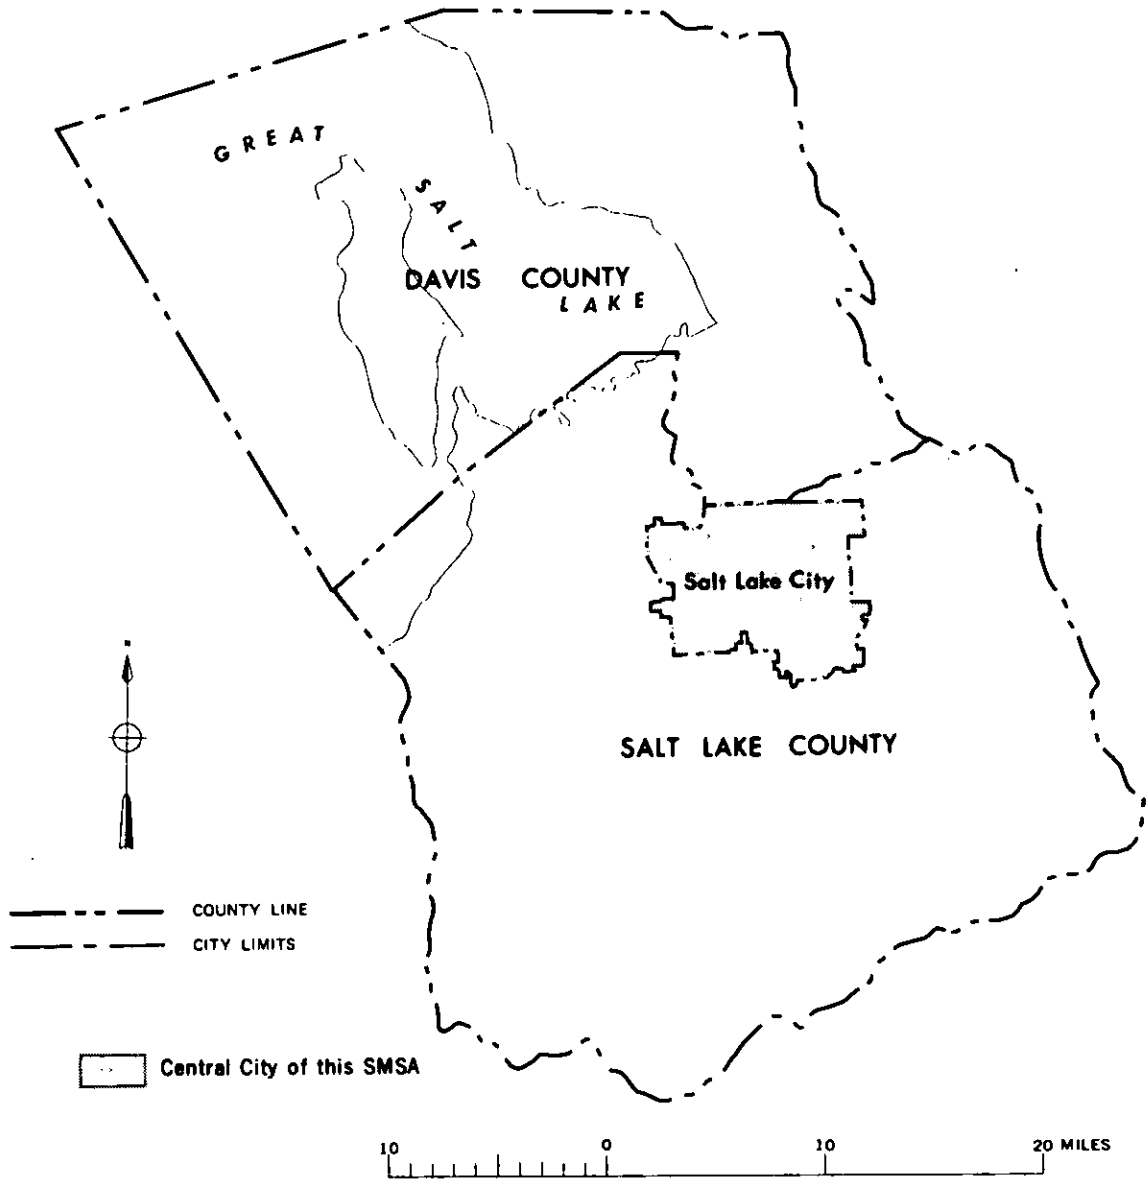 GREAT
SALT
DAVIS COUNTY
LAKE
Salt Lake City
SALT LAKE COUNTY
COUNTY LINE
CITY LIMITS
Central City of this SMSA
10 0 10 20 MILES